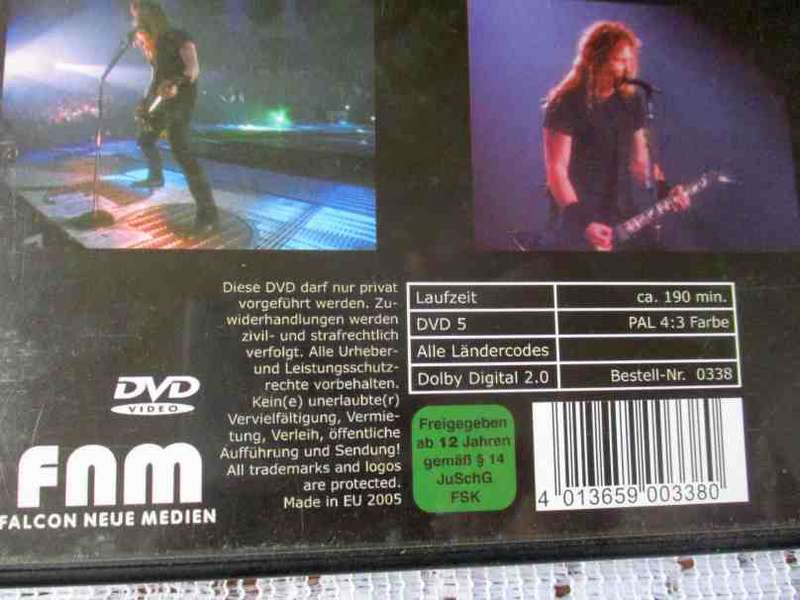 Diese DVD darf nur privat
vorgeführt werden. Zu-
widerhandlungen werden
zivil- und strafrechtlich
verfolgt. Alle Urheber-
und Leistungsschutz-
rechte vorbehalten.
Kein(e) unerlaubte(r)
Vervielfältigung, Vermie-
tung, Verleih, öffentliche
Aufführung und Sendung!
All trademarks and logos
are protected.
Made in EU 2005
Laufzeit ca. 190 min.
DVD 5 PAL 4:3 Farbe
Alle Ländercodes
Dolby Digital 2.0 Bestell-Nr. 0338
DVD
VIDEO
fnm
FALCON NEUE MEDIEN
Freigegeben
ab 12 Jahren
gemäß § 14
JuSchG
FSK
4 013659 003380